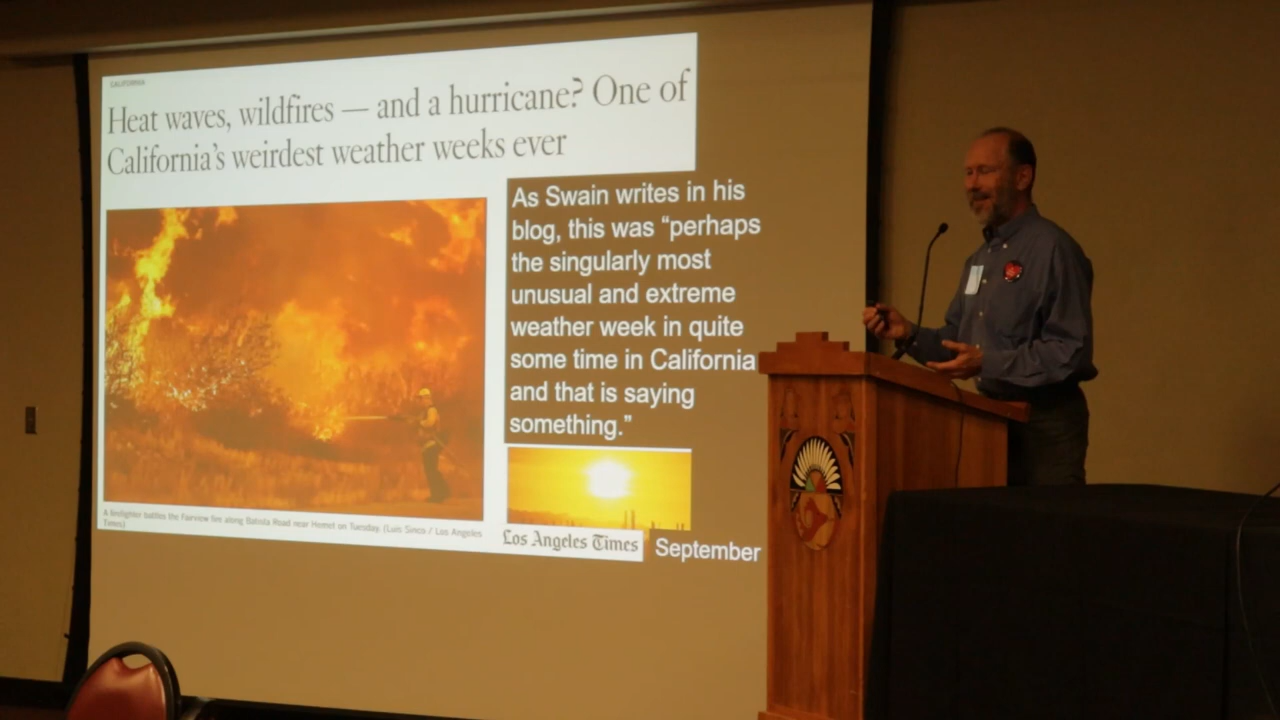 CALIFORNIA
Heat waves, wildfires — and a hurricane? One of
California's weirdest weather weeks ever
As Swain writes in his
blog, this was “perhaps
the singularly most
unusual and extreme
weather week in quite
some time in California
and that is saying
something.”
A firefighter battles the Fairview fire along Batista Road near Hemet on Tuesday. (Luis Sinco / Los Angeles
Times)
Los Angeles Times
September